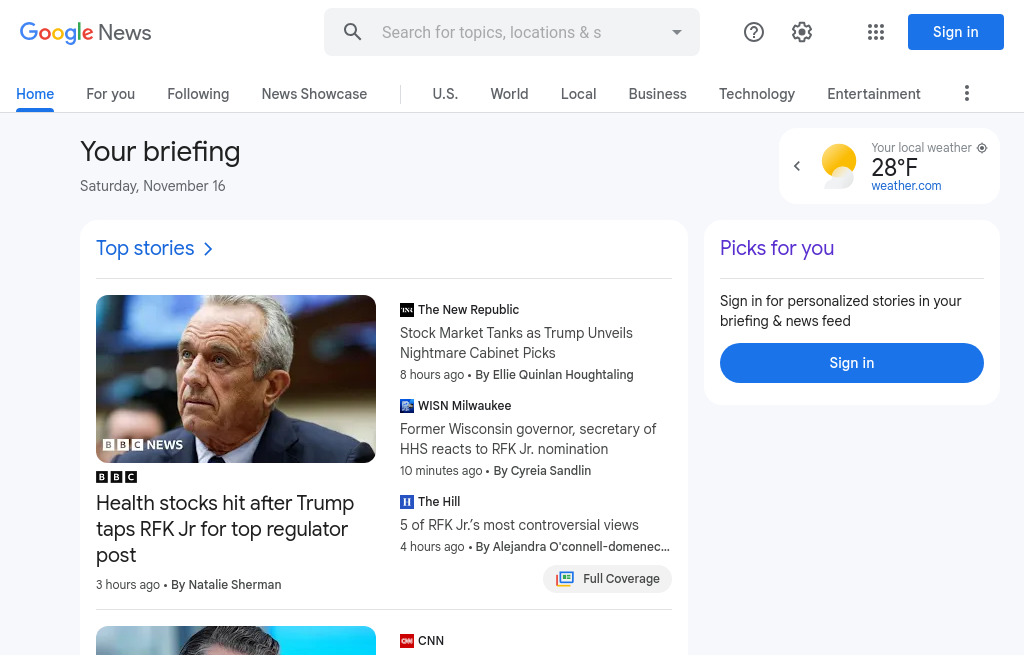 Google News
Search for topics, locations & s
Sign in
Home
For you
Following
News Showcase
U.S.
World
Local
Business
Technology
Entertainment
Your briefing
Saturday, November 16
Your local weather
28°F
weather.com
Top stories
BBC NEWS
BBC
Health stocks hit after Trump
taps RFK Jr for top regulator
post
3 hours ago • By Natalie Sherman
TNR The New Republic
Stock Market Tanks as Trump Unveils
Nightmare Cabinet Picks
8 hours ago • By Ellie Quinlan Houghtaling
WISN Milwaukee
Former Wisconsin governor, secretary of
HHS reacts to RFK Jr. nomination
10 minutes ago • By Cyreia Sandlin
H The Hill
5 of RFK Jr.’s most controversial views
4 hours ago • By Alejandra O'connell-domenec...
Full Coverage
CNN CNN
Picks for you
Sign in for personalized stories in your
briefing & news feed
Sign in